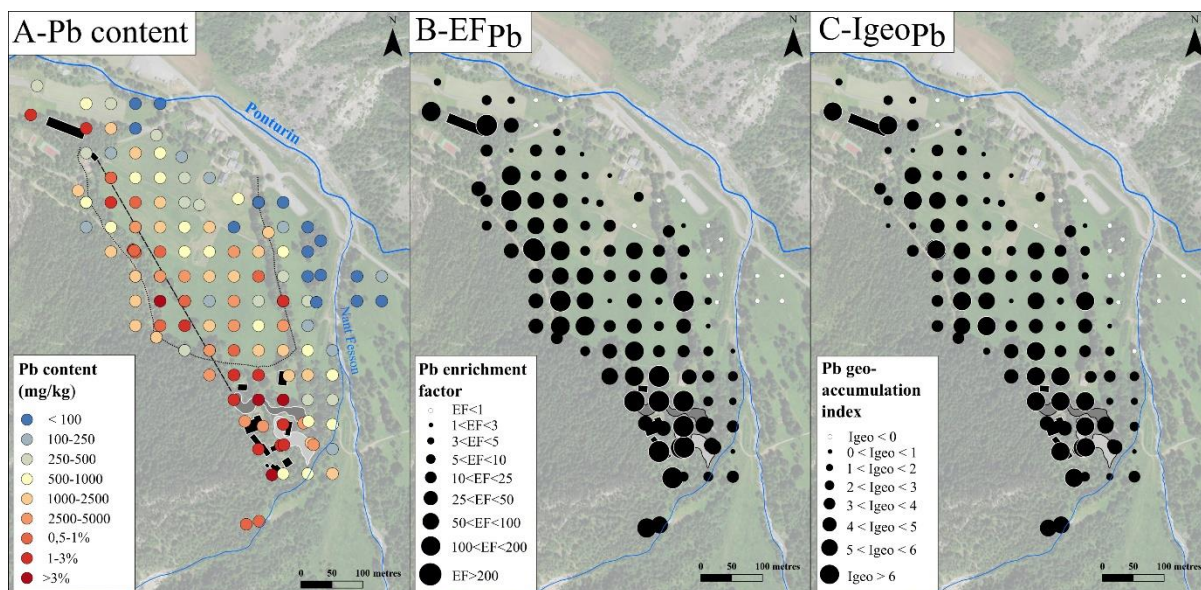 A-Pb content
N
Ponturin
Nant Fesson
Pb content
(mg/kg)
< 100
100-250
250-500
500-1000
1000-2500
2500-5000
0,5-1%
1-3%
>3%
0 50 100 metres
B-EFPb
N
Pb enrichment
factor
EF<1
1<EF<3
3<EF<5
5<EF<10
10<EF<25
25<EF<50
50<EF<100
100<EF<200
EF>200
0 50 100 metres
C-IgeoPb
N
Pb geo-
accumulation
index
Igeo < 0
0 < Igeo < 1
1 < Igeo < 2
2 < Igeo < 3
3 < Igeo < 4
4 < Igeo < 5
5 < Igeo < 6
Igeo > 6
0 50 100 metres